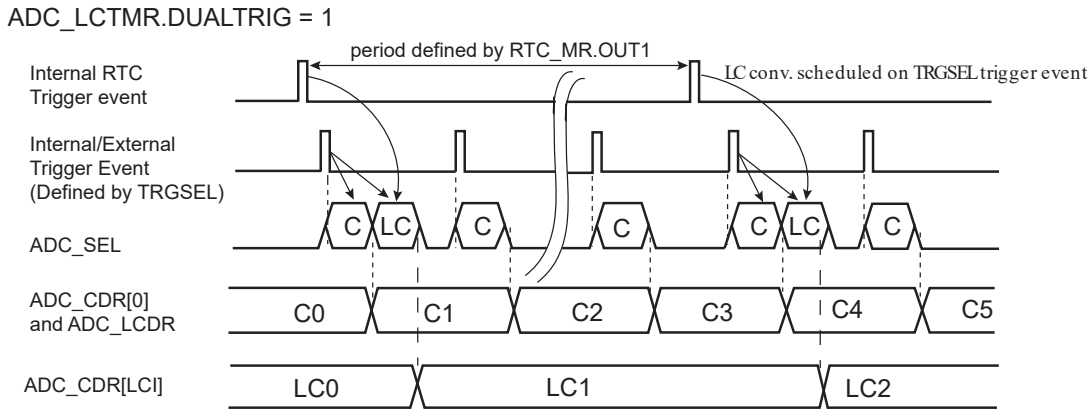 ADC_LCTMR.DUALTRIG = 1
period defined by RTC_MR.OUT1
Internal RTC
Trigger event
LC conv. scheduled on TRGSEL trigger event
Internal/External
Trigger Event
(Defined by TRGSEL)
ADC_SEL
C LC C C C LC C
ADC_CDR[0]
and ADC_LCDR
C0 C1 C2 C3 C4 C5
ADC_CDR[LCI]
LC0 LC1 LC2